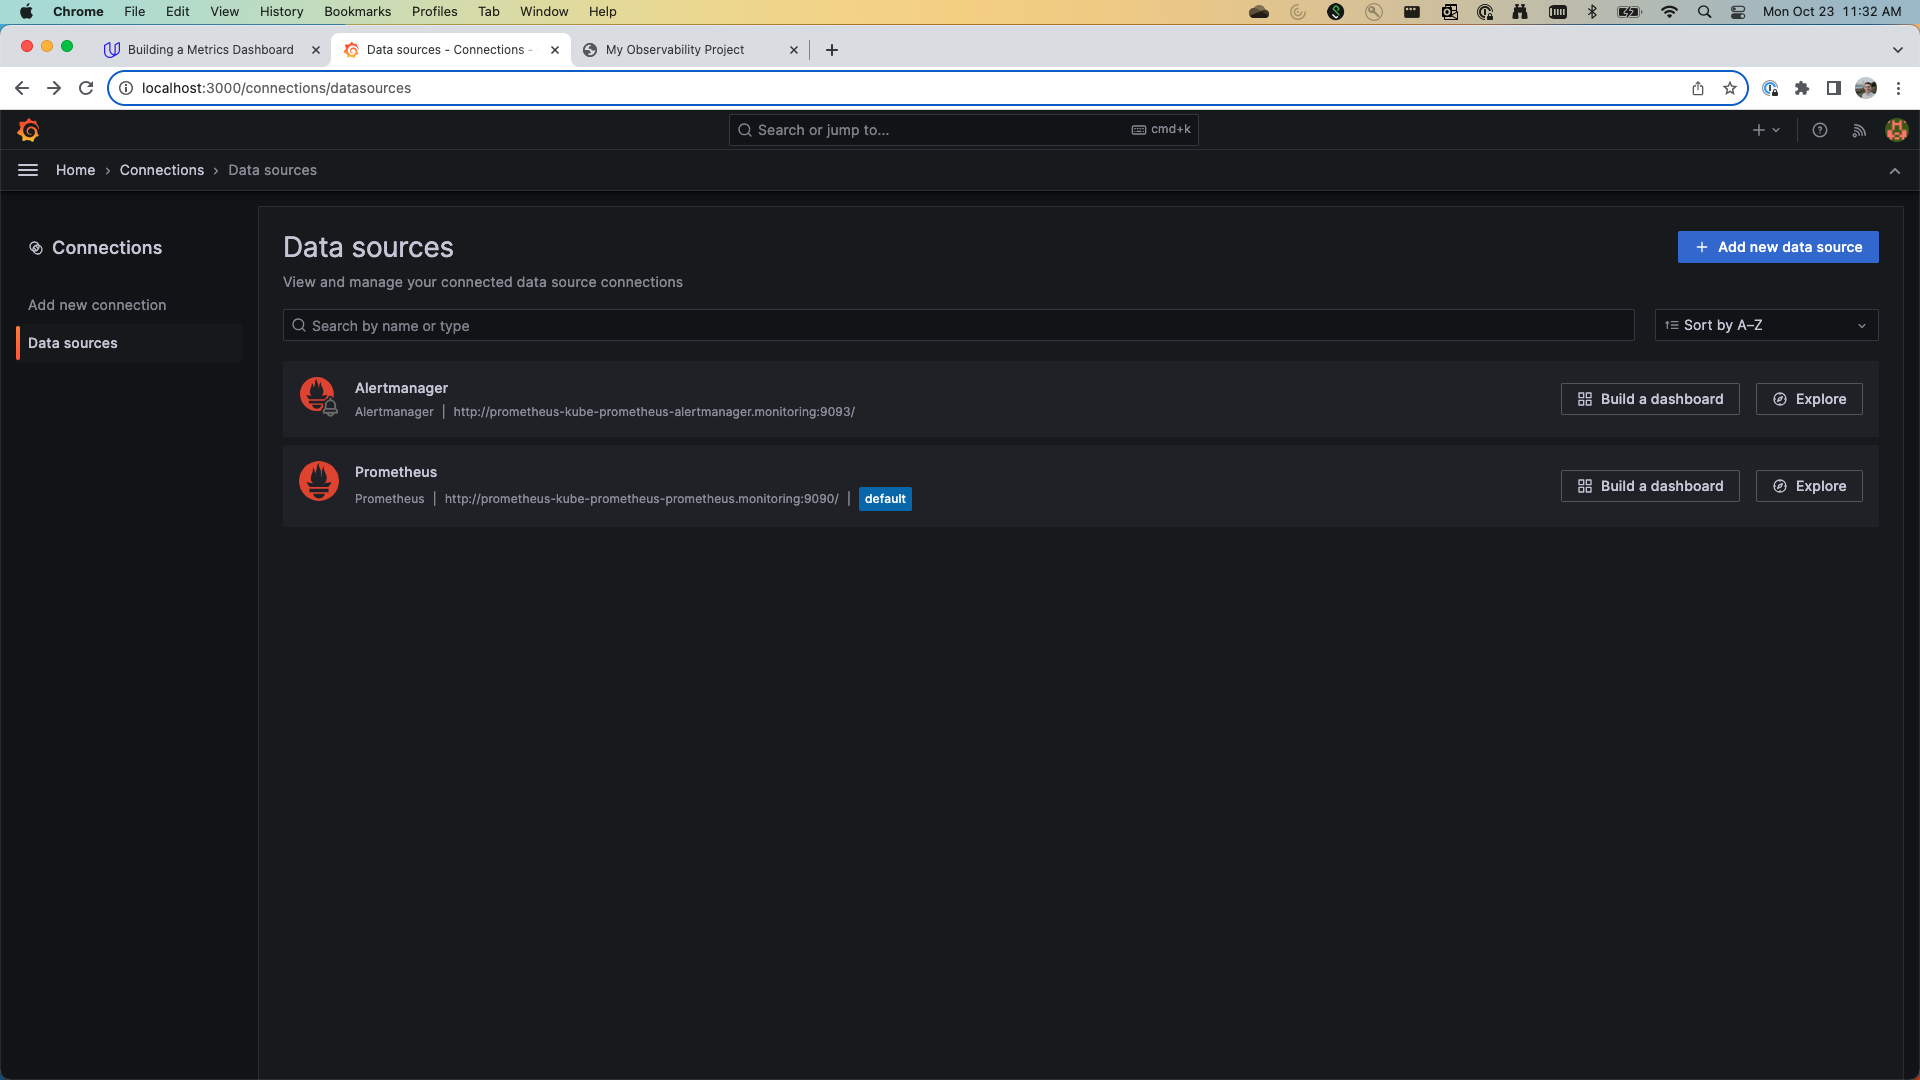 Chrome File Edit View History Bookmarks Profiles Tab Window Help Mon Oct 23 11:32 AM
Building a Metrics Dashboard Data sources - Connections - My Observability Project
localhost:3000/connections/datasources
Search or jump to... cmd+k
Home › Connections › Data sources
Connections
Add new connection
Data sources
Data sources
Add new data source
View and manage your connected data source connections
Search by name or type
Sort by A–Z
Alertmanager
Alertmanager | http://prometheus-kube-prometheus-alertmanager.monitoring:9093/
Build a dashboard Explore
Prometheus
Prometheus | http://prometheus-kube-prometheus-prometheus.monitoring:9090/ | default
Build a dashboard Explore